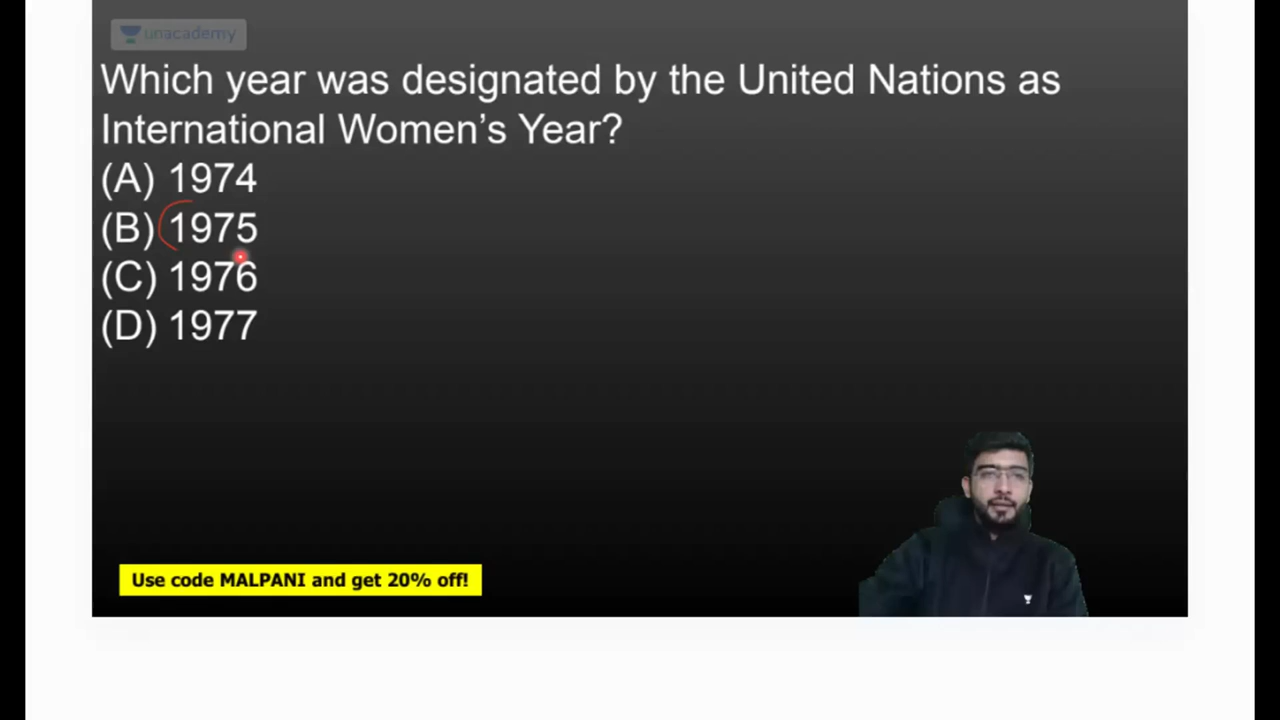 unacademy
Which year was designated by the United Nations as
International Women’s Year?
(A) 1974
(B) 1975
(C) 1976
(D) 1977
Use code MALPANI and get 20% off!